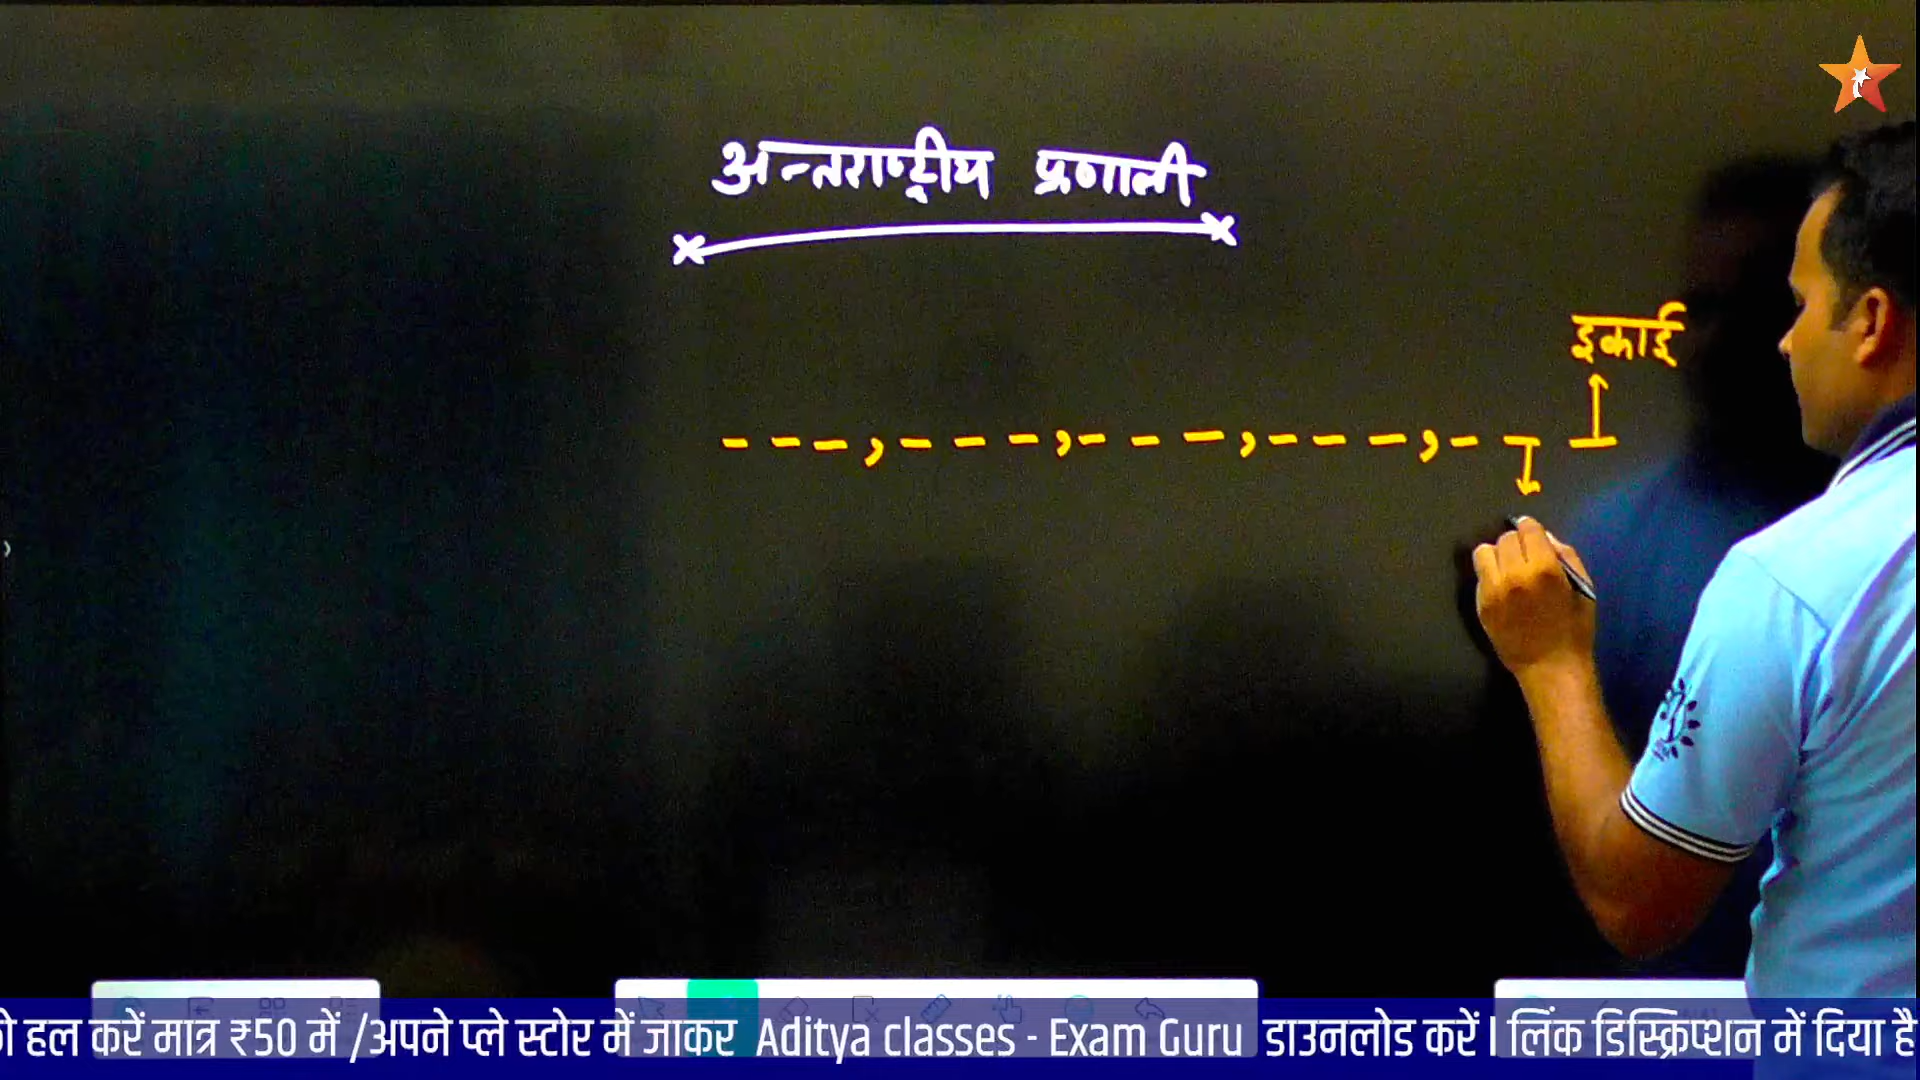 अन्तराष्ट्रीय प्रणाली
इकाई
---,---,---,---,---
हल करें मात्र ₹50 में /अपने प्ले स्टोर में जाकर Aditya classes - Exam Guru डाउनलोड करें । लिंक डिस्क्रिप्शन में दिया है